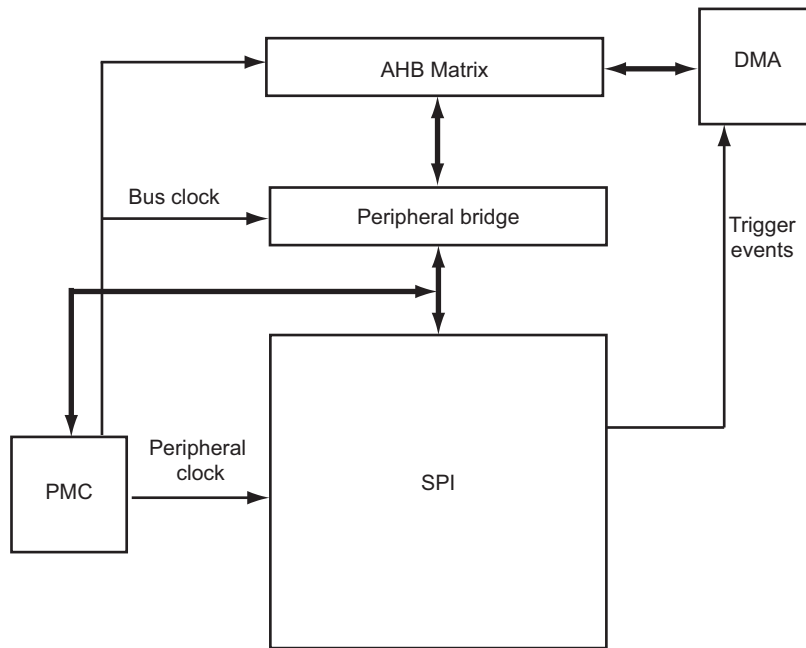 AHB Matrix
DMA
Bus clock
Peripheral bridge
Trigger
events
Peripheral
clock
PMC
SPI